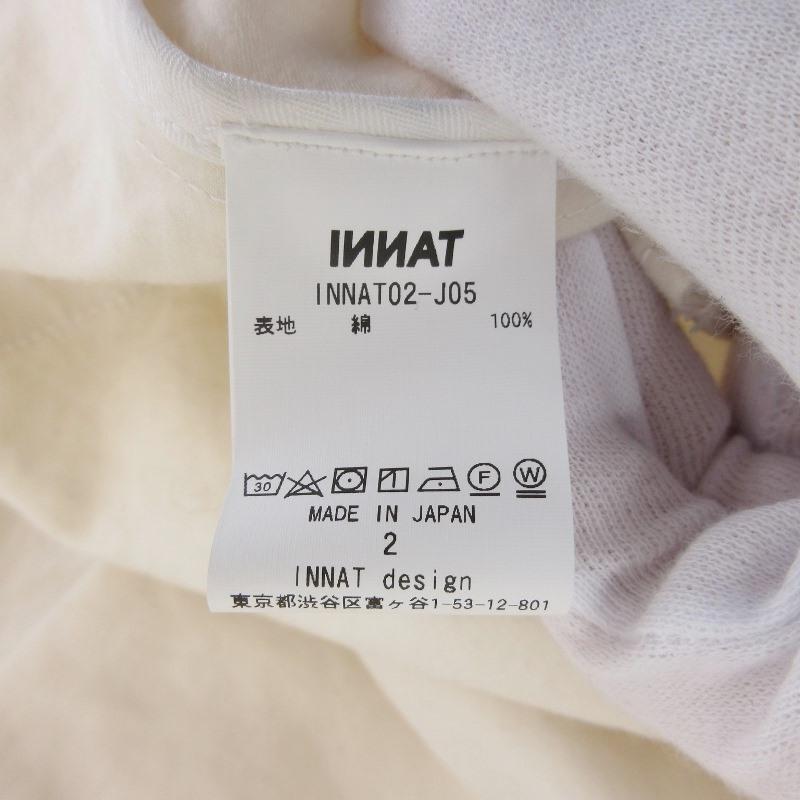 INNAT
INNAT02-J05
表地 綿 100%
30 F W
MADE IN JAPAN
2
INNAT design
東京都渋谷区富ヶ谷1-53-12-801